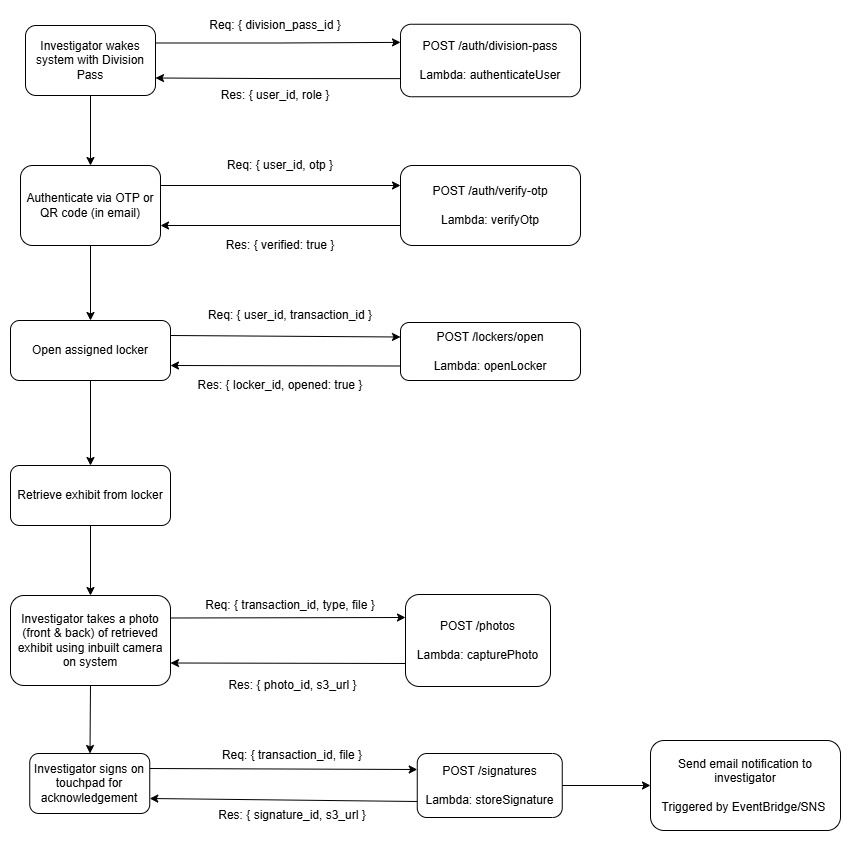 Req: { division_pass_id }
Investigator wakes
system with Division
Pass
POST /auth/division-pass
Lambda: authenticateUser
Res: { user_id, role }
Req: { user_id, otp }
Authenticate via OTP or
QR code (in email)
POST /auth/verify-otp
Lambda: verifyOtp
Res: { verified: true }
Req: { user_id, transaction_id }
Open assigned locker
POST /lockers/open
Lambda: openLocker
Res: { locker_id, opened: true }
Retrieve exhibit from locker
Req: { transaction_id, type, file }
Investigator takes a photo
(front & back) of retrieved
exhibit using inbuilt camera
on system
POST /photos
Lambda: capturePhoto
Res: { photo_id, s3_url }
Req: { transaction_id, file }
Investigator signs on
touchpad for
acknowledgement
POST /signatures
Lambda: storeSignature
Res: { signature_id, s3_url }
Send email notification to
investigator
Triggered by EventBridge/SNS